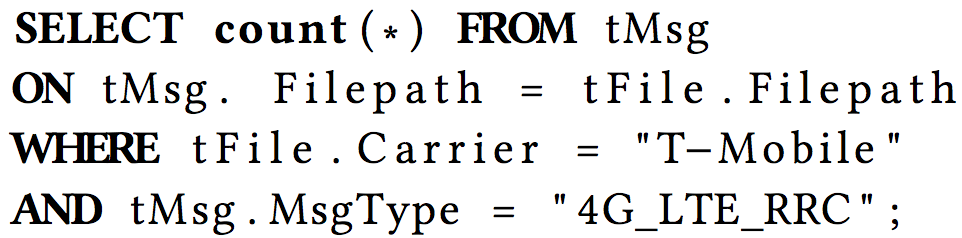 SELECT count(*) FROM tMsg
ON tMsg. Filepath = tFile.Filepath
WHERE tFile.Carrier = "T−Mobile"
AND tMsg.MsgType = "4G_LTE_RRC";